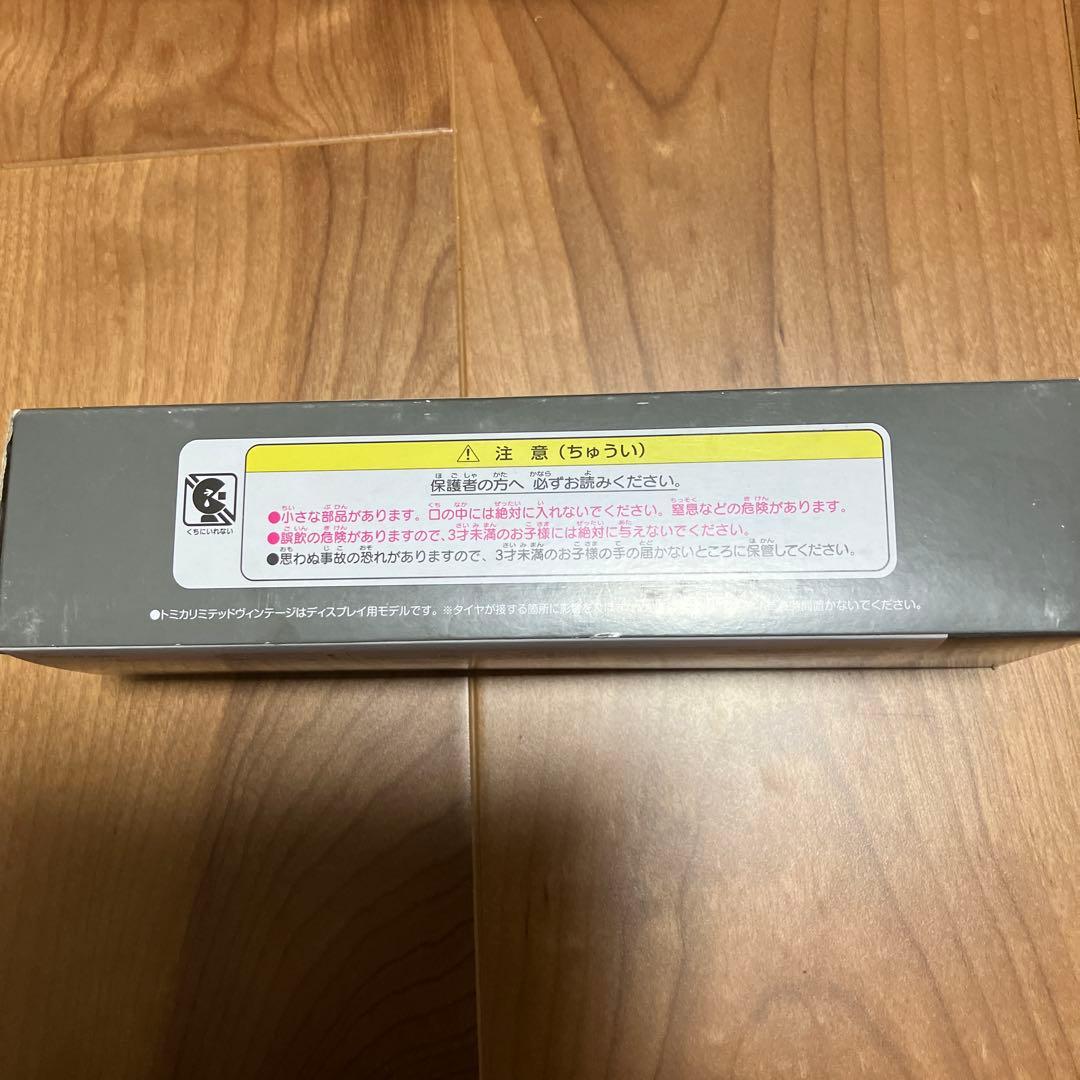 注 意 (ちゅうい)
保護者の方へ 必ずお読みください。
●小さな部品があります。口の中には絶対に入れないでください。窒息などの危険があります。
●誤飲の危険がありますので、3才未満のお子様には絶対に与えないでください。
●思わぬ事故の恐れがありますので、3才未満のお子様の手の届かないところに保管してください。
くちにいれない
●トミカリミテッドヴィンテージはディスプレイ用モデルです。※タイヤが接する箇所に影響を及ぼす 時間置かないでください。